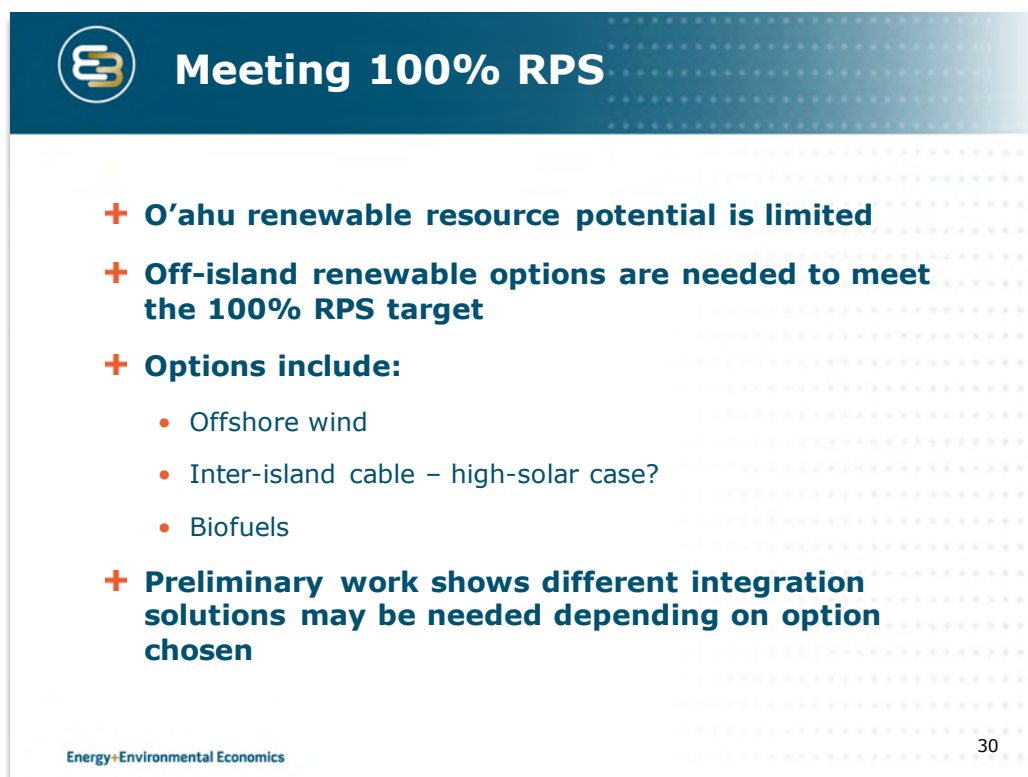 Meeting 100% RPS
+ O’ahu renewable resource potential is limited
+ Off-island renewable options are needed to meet
the 100% RPS target
+ Options include:
• Offshore wind
• Inter-island cable – high-solar case?
• Biofuels
+ Preliminary work shows different integration
solutions may be needed depending on option
chosen
Energy+Environmental Economics
30